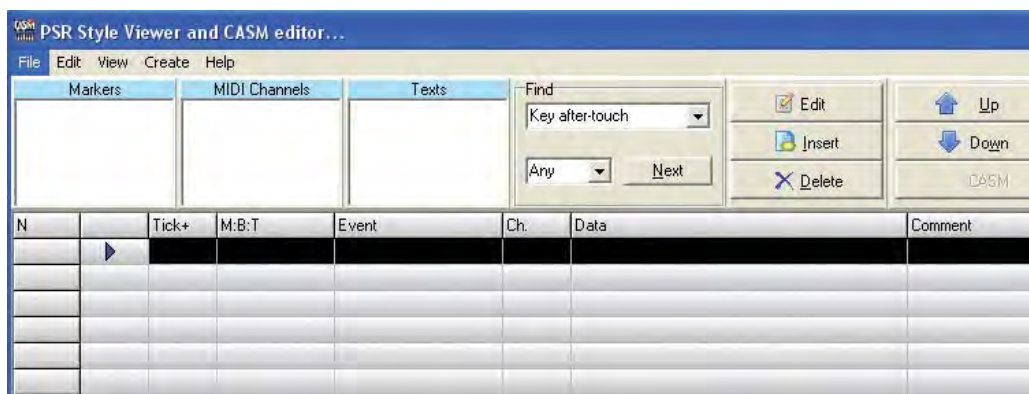 CASM PSR Style Viewer and CASM editor...
File Edit View Create Help
Markers MIDI Channels Texts Find
Key after-touch
Any Next
Edit
Insert
Delete
Up
Down
CASM
N Tick+ M:B:T Event Ch. Data Comment